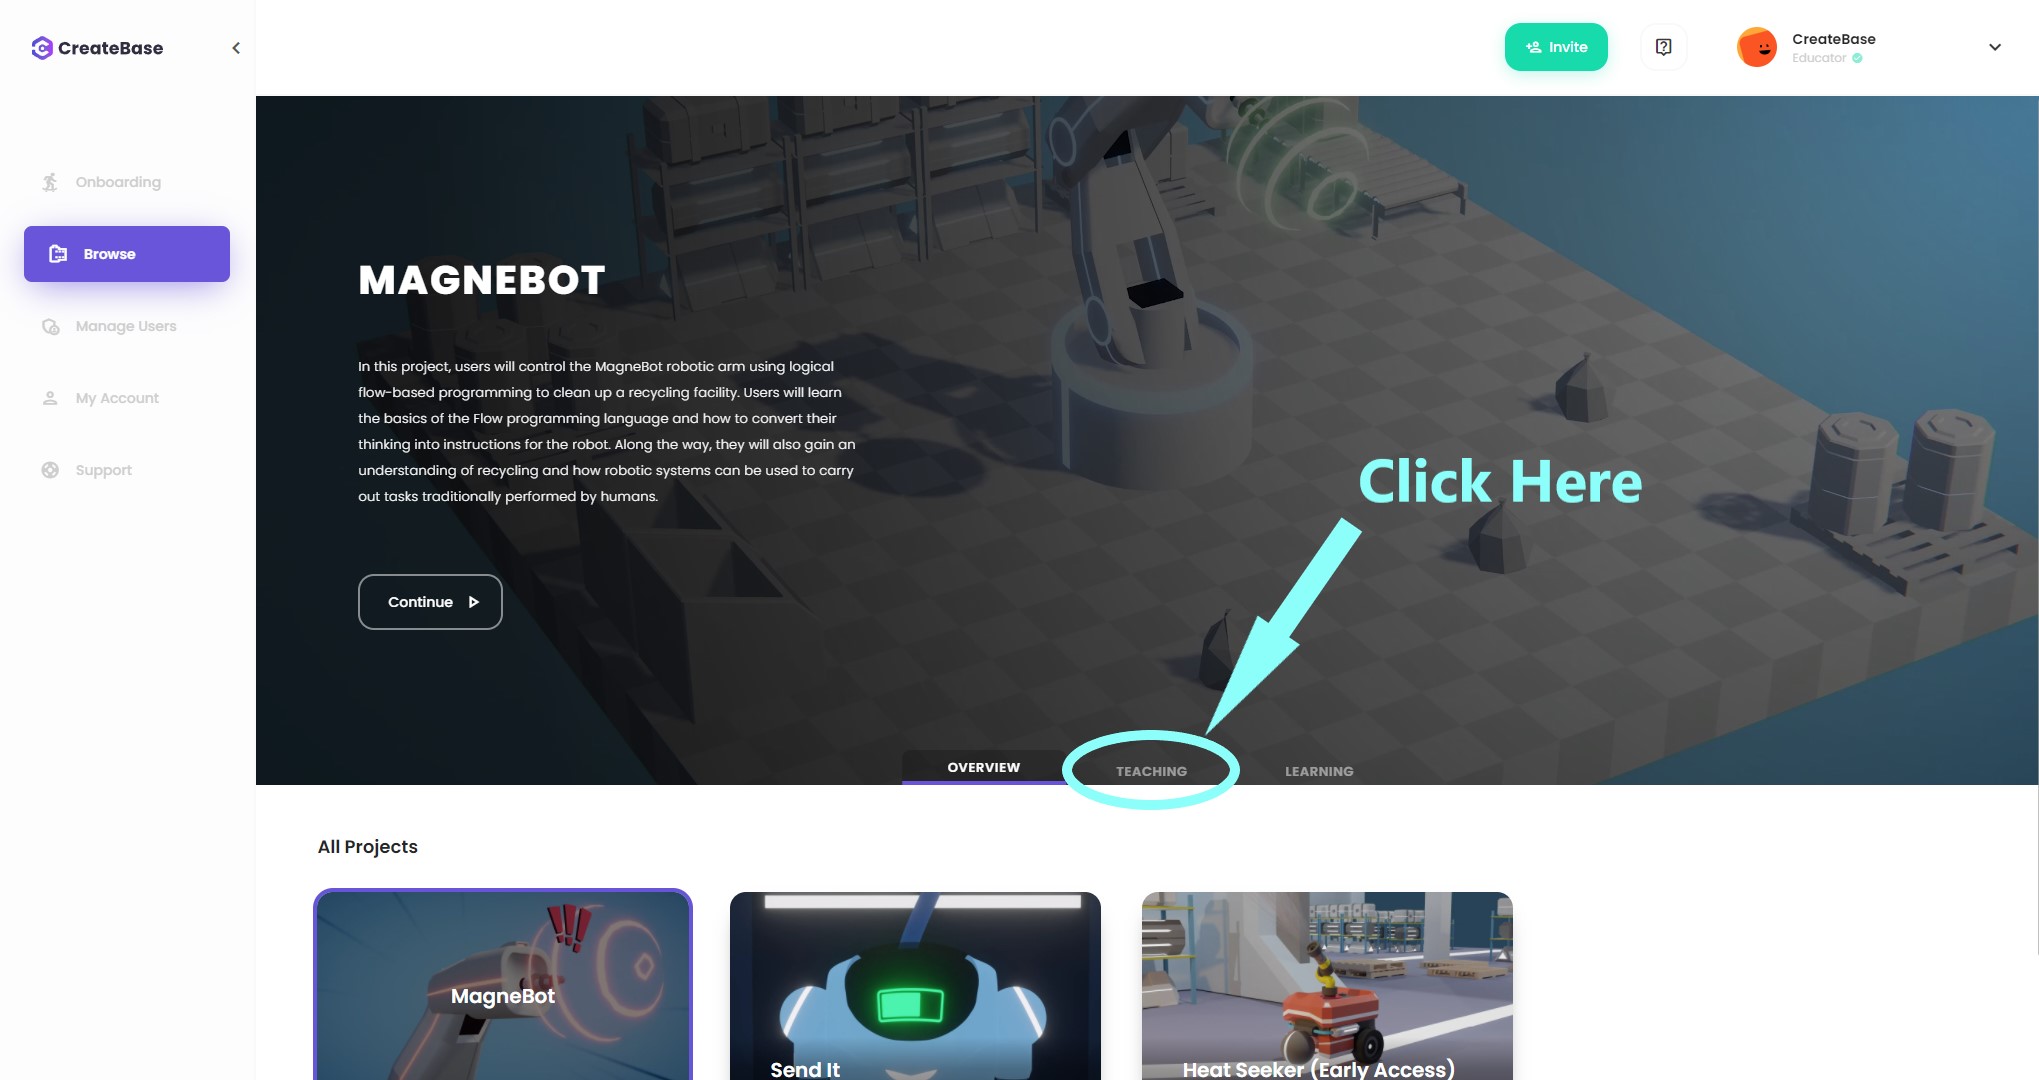 CreateBase
Invite
CreateBase
Educator
Onboarding
Browse
Manage Users
My Account
Support
MAGNEBOT
In this project, users will control the MagneBot robotic arm using logical
flow-based programming to clean up a recycling facility. Users will learn
the basics of the Flow programming language and how to convert their
thinking into instructions for the robot. Along the way, they will also gain an
understanding of recycling and how robotic systems can be used to carry
out tasks traditionally performed by humans.
Continue
Click Here
OVERVIEW
TEACHING
LEARNING
All Projects
MagneBot
Send It
Heat Seeker (Early Access)